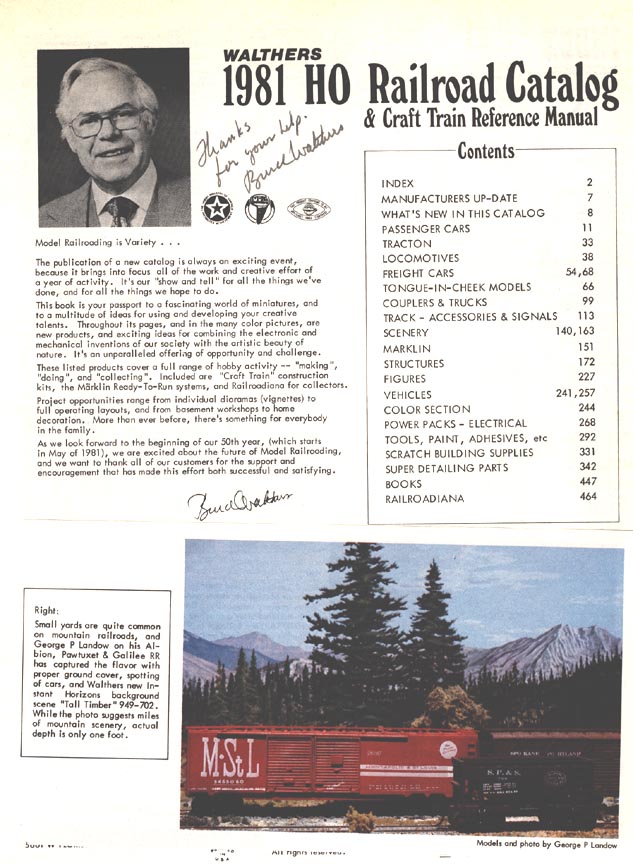 WALTHERS
1981 HO Railroad Catalog
& Craft Train Reference Manual
Thanks
for your help.
Bruce Walthers
Contents
INDEX 2
MANUFACTURERS UP-DATE 7
WHAT'S NEW IN THIS CATALOG 8
PASSENGER CARS 11
TRACTON 33
LOCOMOTIVES 38
FREIGHT CARS 54,68
TONGUE-IN-CHEEK MODELS 66
COUPLERS & TRUCKS 99
TRACK - ACCESSORIES & SIGNALS 113
SCENERY 140,163
MARKLIN 151
STRUCTURES 172
FIGURES 227
VEHICLES 241,257
COLOR SECTION 244
POWER PACKS - ELECTRICAL 268
TOOLS, PAINT, ADHESIVES, etc 292
SCRATCH BUILDING SUPPLIES 331
SUPER DETAILING PARTS 342
BOOKS 447
RAILROADIANA 464
Model Railroading is Variety . . .
The publication of a new catalog is always an exciting event,
because it brings into focus all of the work and creative effort of
a year of activity. It's our "show and tell" for all the things we've
done, and for all the things we hope to do.
This book is your passport to a fascinating world of miniatures, and
to a multitude of ideas for using and developing your creative
talents. Throughout its pages, and in the many color pictures, are
new products, and exciting ideas for combining the electronic and
mechanical inventions of our society with the artistic beauty of
nature. It's an unparalleled offering of opportunity and challenge.
These listed products cover a full range of hobby activity -- "making",
"doing", and "collecting". Included are "Craft Train" construction
kits, the Märklin Ready-To-Run systems, and Railroadiana for collectors.
Project opportunities range from individual dioramas (vignettes) to
full operating layouts, and from basement workshops to home
decoration. More than ever before, there's something for everybody
in the family.
As we look forward to the beginning of our 50th year, (which starts
in May of 1981), we are excited about the future of Model Railroading,
and we want to thank all of our customers for the support and
encouragement that has made this effort both successful and satisfying.
Bruce Walthers
Right:
Small yards are quite common
on mountain railroads, and
George P Landow on his Al-
bion, Pawtuxet & Galilee RR
has captured the flavor with
proper ground cover, spotting
of cars, and Walthers new In-
stant Horizons background
scene "Tall Timber" 949-702.
While the photo suggests miles
of mountain scenery, actual
depth is only one foot.
M&StL
S.P.&S.
Models and photo by George P Landow
All rights reserved.